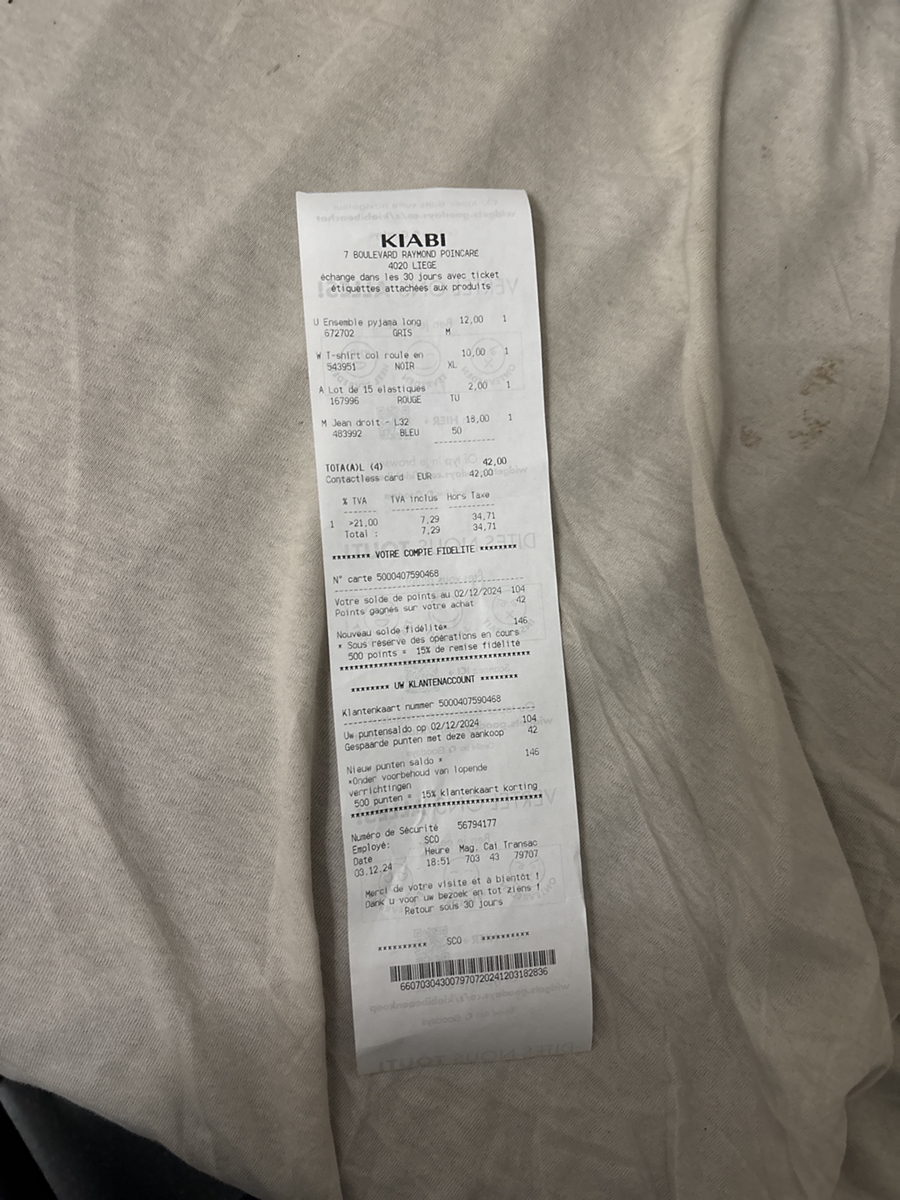 KIABI
7 BOULEVARD RAYMOND POINCARE
4020 LIEGE
échange dans les 30 jours avec ticket
étiquettes attachées aux produits
U Ensemble pyjama long 12,00 1
672702 GRIS M
W T-shirt col roule en 10,00 1
543951 NOIR XL
A Lot de 15 elastiques 2,00 1
167996 ROUGE TU
M Jean droit - L32 18,00 1
483992 BLEU 50
------------
TOTA(A)L (4) 42,00
Contactless card EUR 42,00
% TVA TVA inclus Hors Taxe
------- --------- ---------
1 >21,00 7,29 34,71
Total : 7,29 34,71
******** VOTRE COMPTE FIDELITE ********
N° carte 5000407590468
----------------------------------------
Votre solde de points au 02/12/2024 104
Points gagnés sur votre achat 42
Nouveau solde fidélité* 146
* Sous réserve des opérations en cours
500 points = 15% de remise fidélité
****************************************
******** UW KLANTENACCOUNT ********
Klantenkaart nummer 5000407590468
----------------------------------------
Uw puntensaldo op 02/12/2024 104
Gespaarde punten met deze aankoop 42
Nieuw punten saldo * 146
*Onder voorbehoud van lopende
verrichtingen
500 punten = 15% klantenkaart korting
****************************************
Numéro de Sécurité 56794177
Employé: SCO
Date Heure Mag. Cai Transac
03.12.24 18:51 703 43 79707
Merci de votre visite et à bientôt !
Dank u voor uw bezoek en tot ziens !
Retour sous 30 jours
********** SCO **********
660703043007970720241203182836